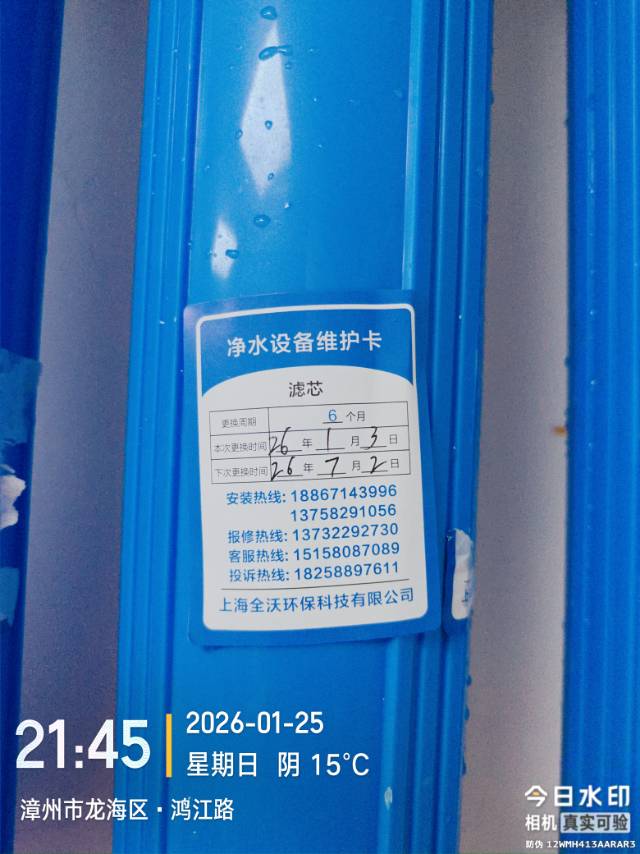 净水设备维护卡
滤芯
更换周期 6 个月
本次更换时间 26 年 1 月 3 日
下次更换时间 26 年 7 月 2 日
安装热线: 18867143996
13758291056
报修热线: 13732292730
客服热线: 15158087089
投诉热线: 18258897611
上海全沃环保科技有限公司
21:45
2026-01-25
星期日 阴 15°C
漳州市龙海区·鸿江路
今日水印
相机 真实可验
防伪 12WMH413AARAR3